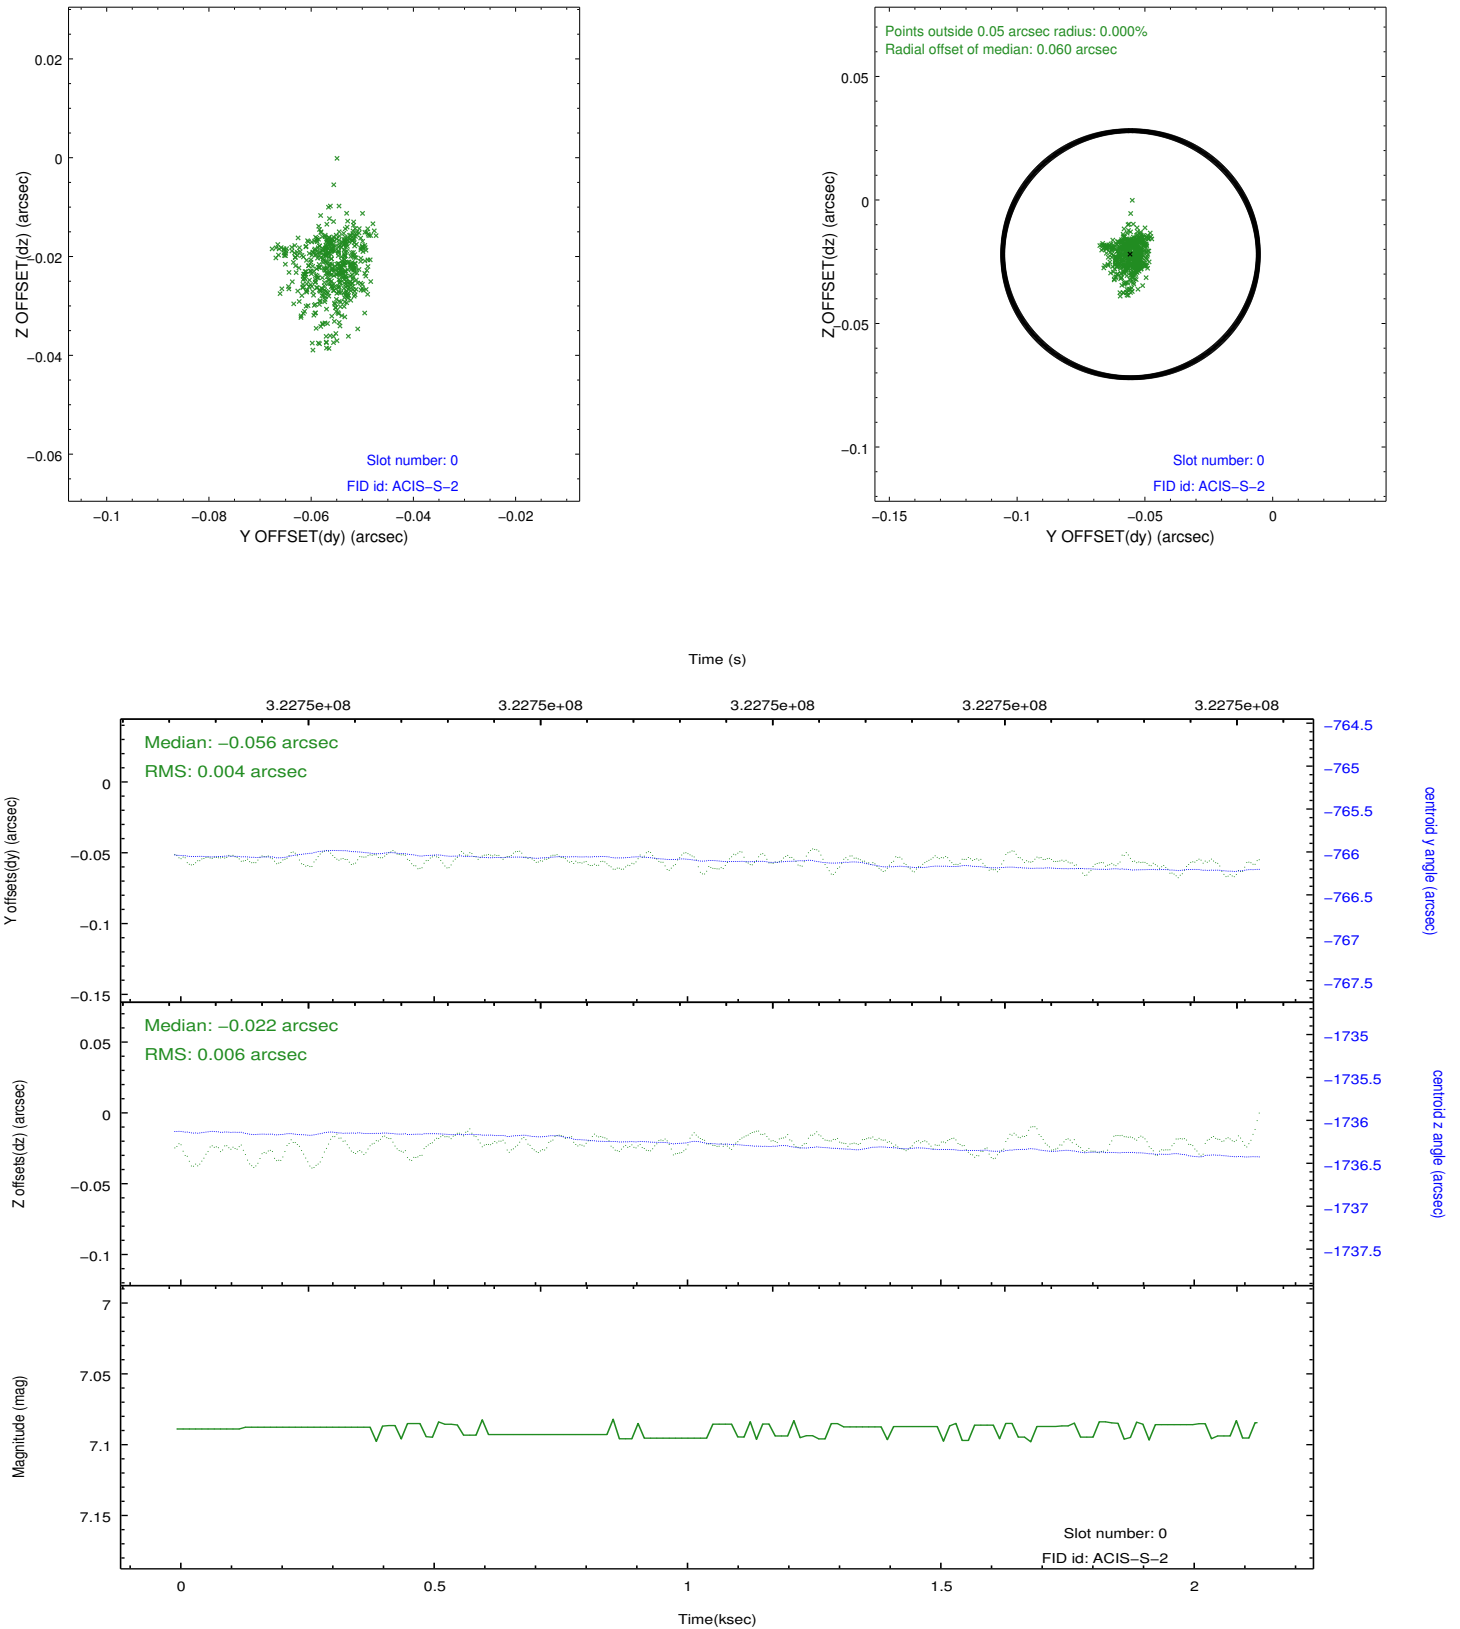 0.02
0
−0.02
−0.04
−0.06
Z OFFSET(dz) (arcsec)
Slot number: 0
FID id: ACIS−S−2
−0.1
−0.08
−0.06
−0.04
−0.02
Y OFFSET(dy) (arcsec)
Points outside 0.05 arcsec radius: 0.000%
Radial offset of median: 0.060 arcsec
0.05
0
−0.05
−0.1
Z OFFSET(dz) (arcsec)
Slot number: 0
FID id: ACIS−S−2
−0.15
−0.1
−0.05
0
Y OFFSET(dy) (arcsec)
Time (s)
3.2275e+08
3.2275e+08
3.2275e+08
3.2275e+08
3.2275e+08
Median: −0.056 arcsec
RMS: 0.004 arcsec
0
−0.05
−0.1
−0.15
Y offsets(dy) (arcsec)
−764.5
−765
−765.5
−766
−766.5
−767
−767.5
centroid y angle (arcsec)
Median: −0.022 arcsec
RMS: 0.006 arcsec
0.05
0
−0.05
−0.1
Z offsets(dz) (arcsec)
−1735
−1735.5
−1736
−1736.5
−1737
−1737.5
centroid z angle (arcsec)
7
7.05
7.1
7.15
Magnitude (mag)
Slot number: 0
FID id: ACIS−S−2
0
0.5
1
1.5
2
Time(ksec)